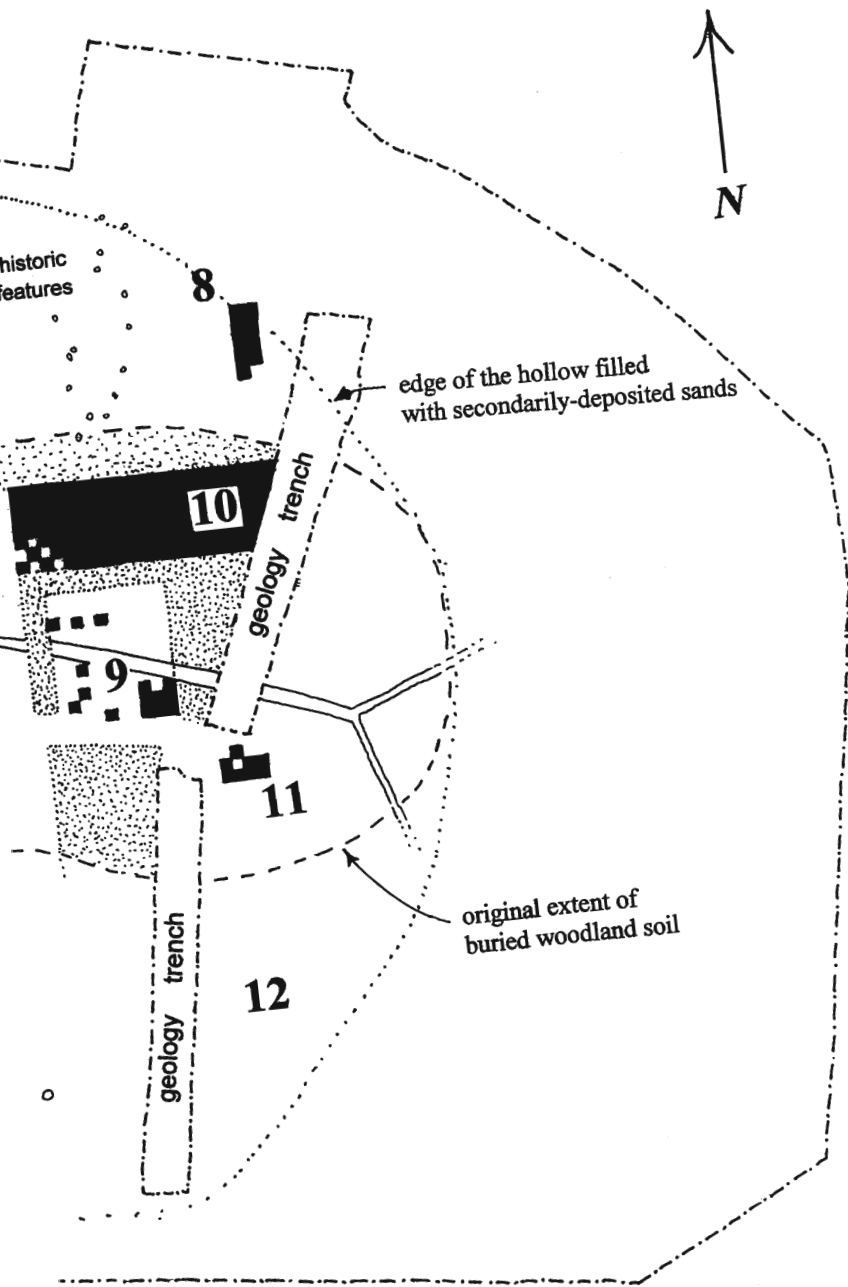 N
historic
features
8
edge of the hollow filled
with secondarily-deposited sands
geology trench
10
9
11
original extent of
buried woodland soil
geology trench
12